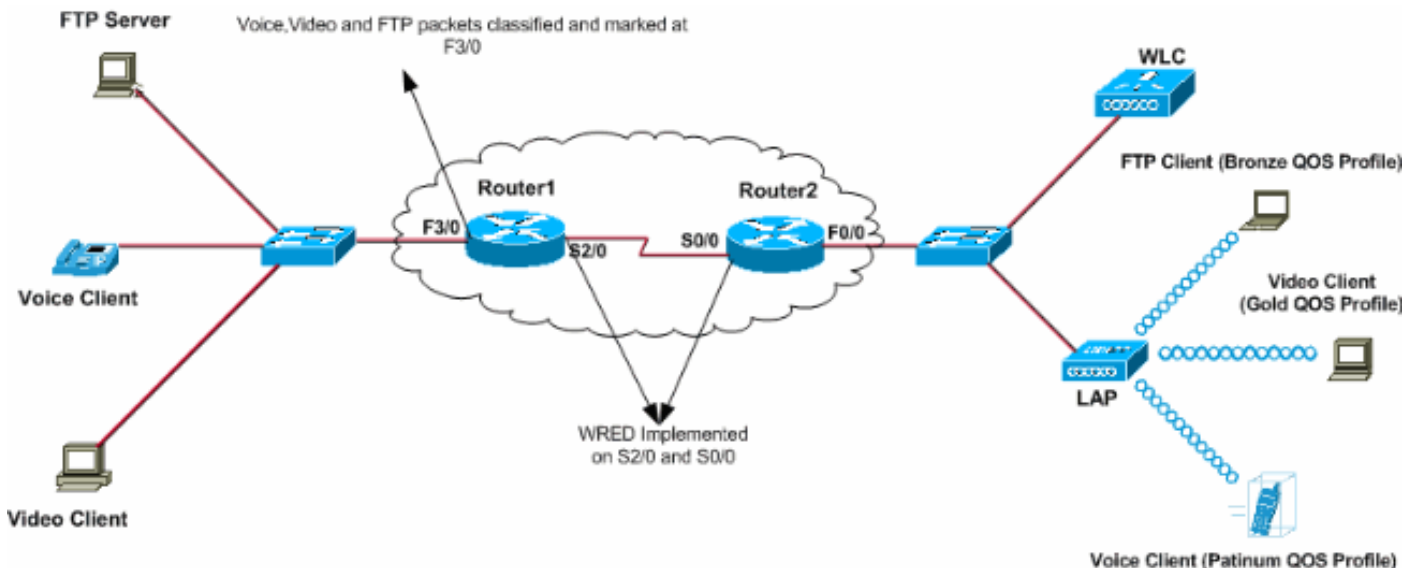 FTP Server
Voice,Video and FTP packets classified and marked at
F3/0
WLC
FTP Client (Bronze QOS Profile)
Router1
Router2
F3/0
S2/0
S0/0
F0/0
Voice Client
Video Client
(Gold QOS Profile)
LAP
WRED Implemented
on S2/0 and S0/0
Video Client
Voice Client (Patinum QOS Profile)